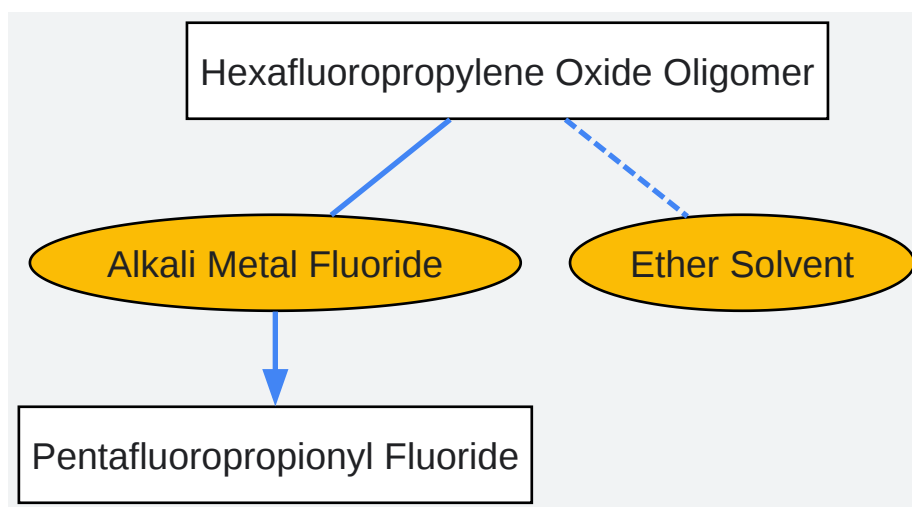 Hexafluoropropylene Oxide Oligomer
Alkali Metal Fluoride
Ether Solvent
Pentafluoropropionyl Fluoride